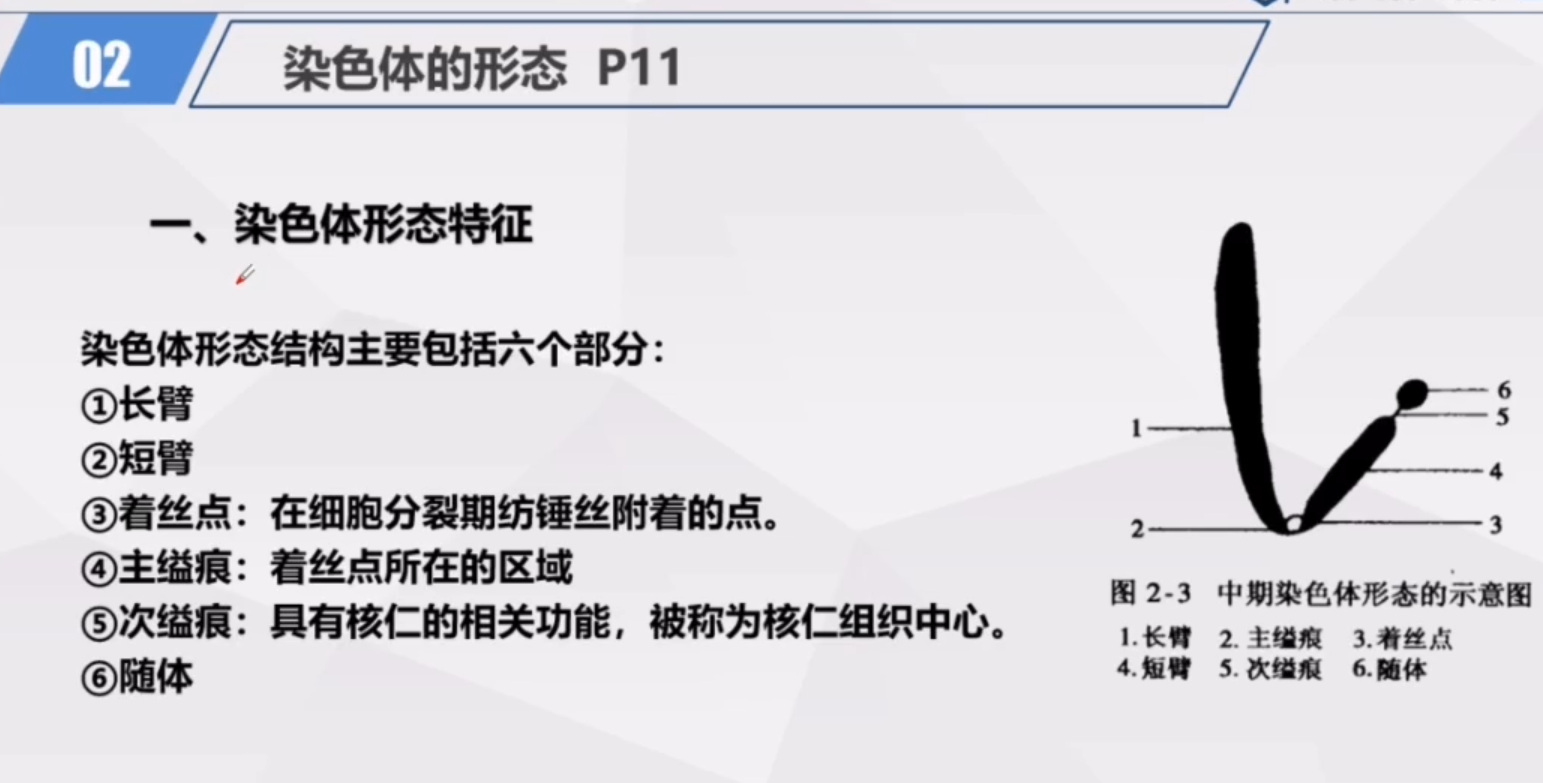 02
染色体的形态 P11
一、染色体形态特征
染色体形态结构主要包括六个部分：
①长臂
②短臂
③着丝点：在细胞分裂期纺锤丝附着的点。
④主缢痕：着丝点所在的区域
⑤次缢痕：具有核仁的相关功能，被称为核仁组织中心。
⑥随体
6
5
1
4
2
3
图 2-3 中期染色体形态的示意图
1.长臂 2.主缢痕 3.着丝点
4.短臂 5.次缢痕 6.随体